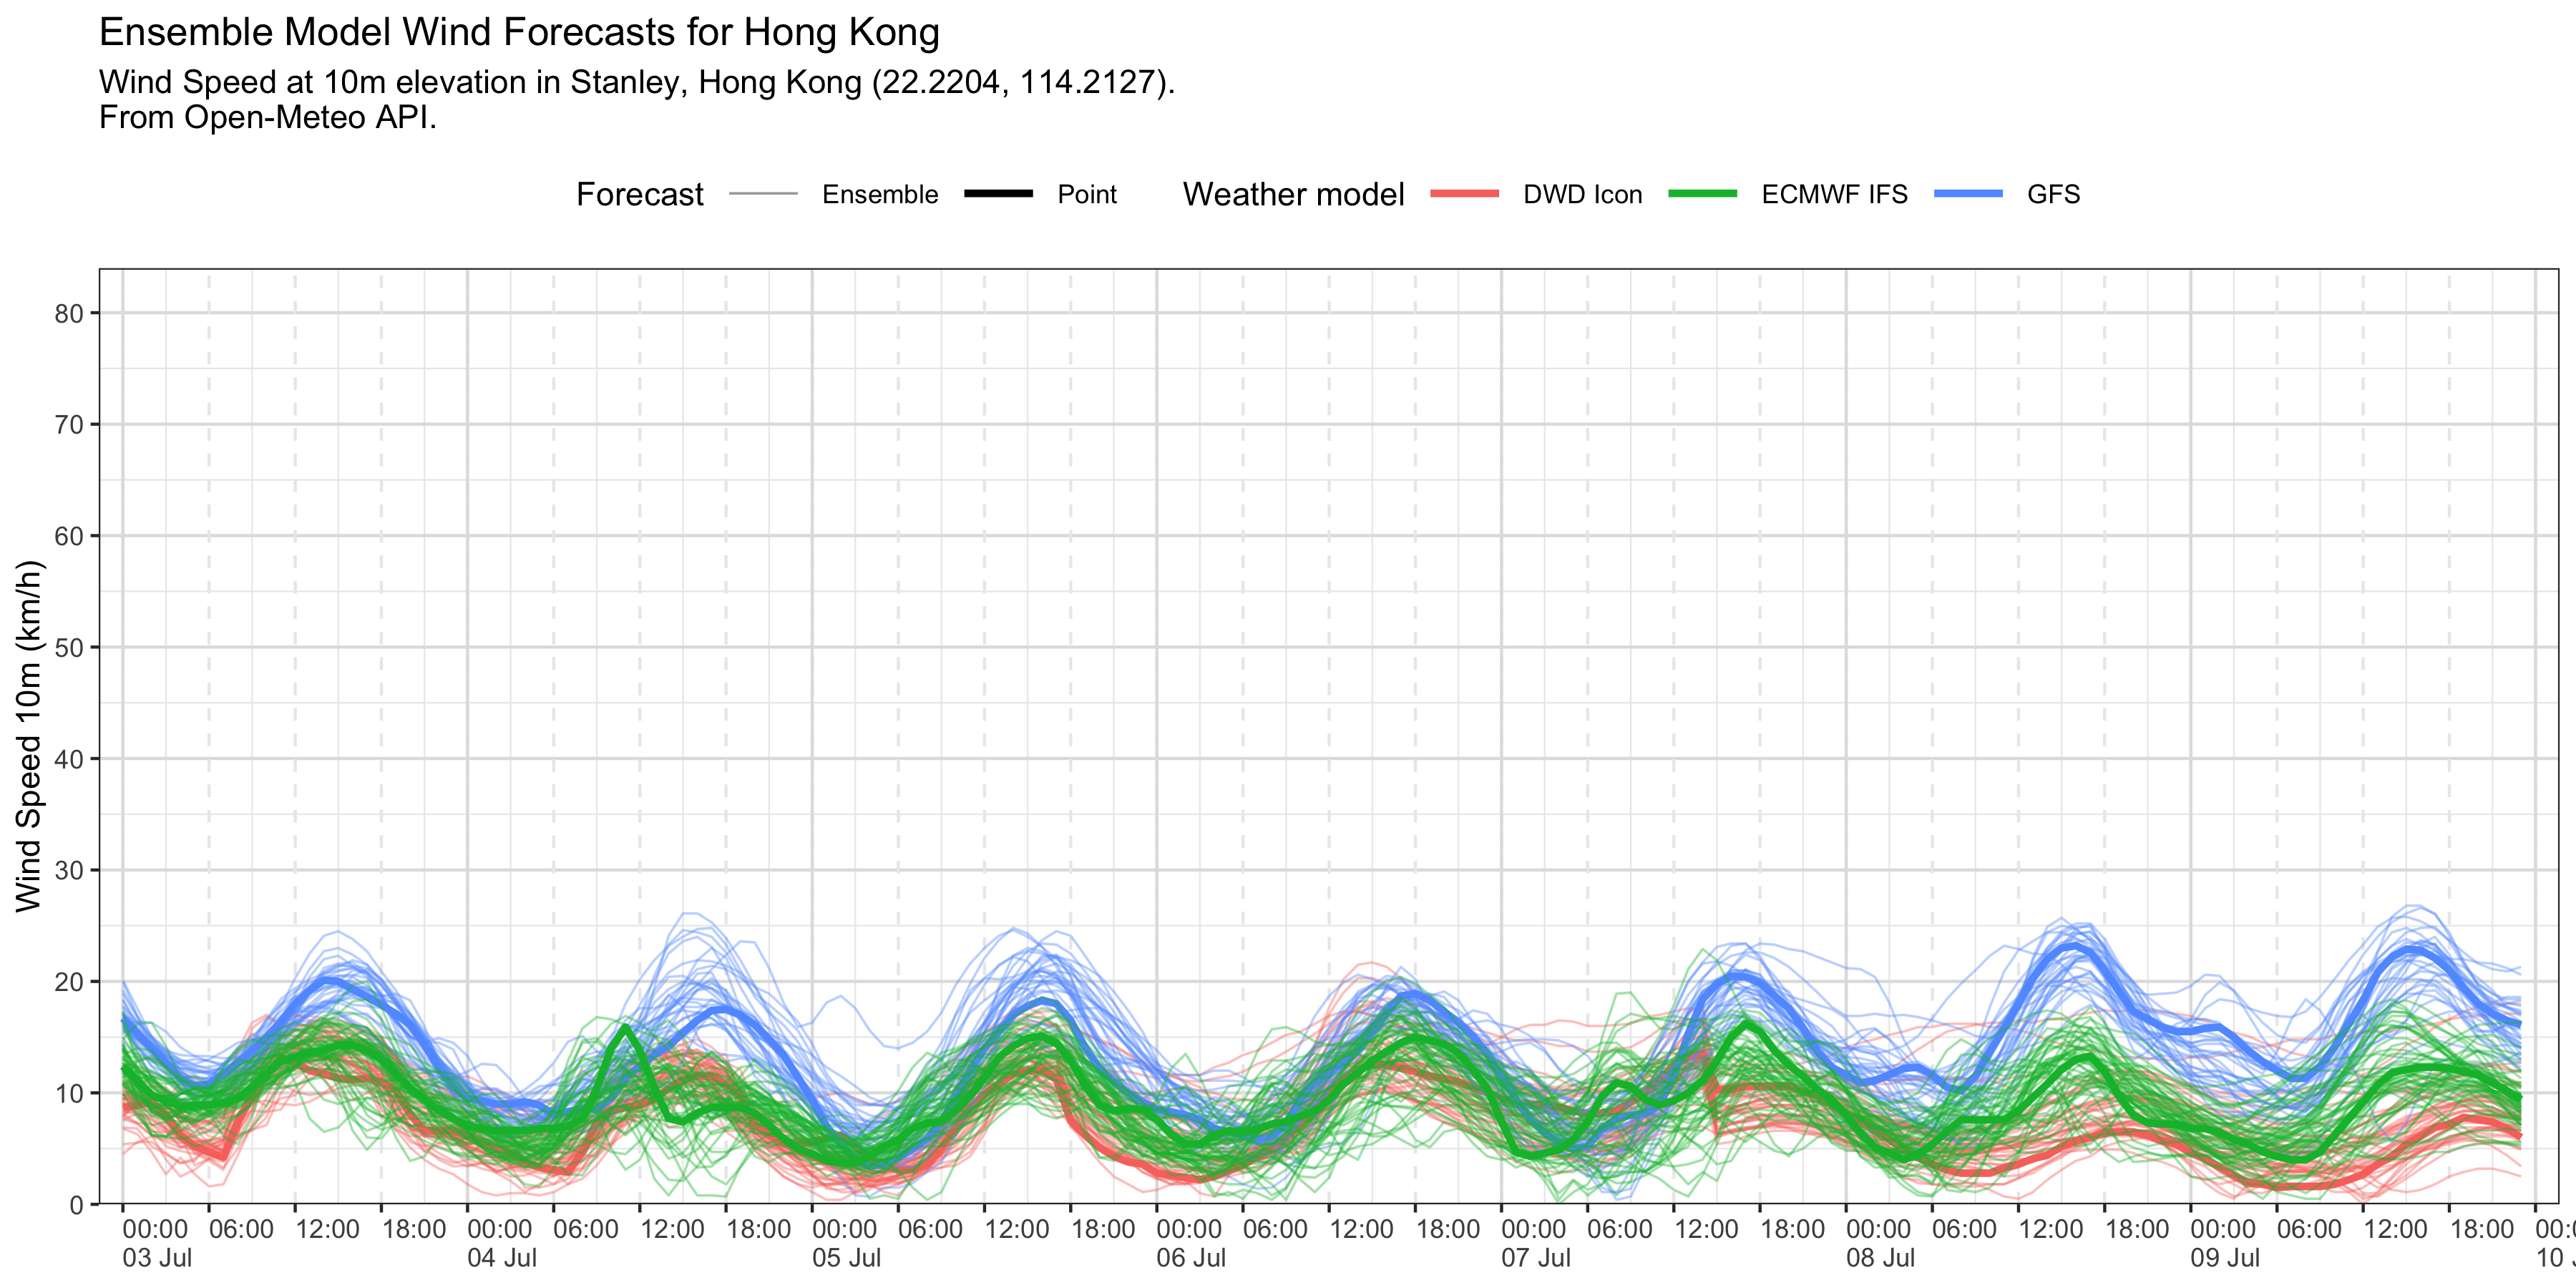 Ensemble Model Wind Forecasts for Hong Kong
Wind Speed at 10m elevation in Stanley, Hong Kong (22.2204, 114.2127).
From Open-Meteo API.
Forecast Ensemble Point Weather model DWD Icon ECMWF IFS GFS
Wind Speed 10m (km/h)
80
70
60
50
40
30
20
10
0
00:00 06:00 12:00 18:00 00:00 06:00 12:00 18:00 00:00 06:00 12:00 18:00 00:00 06:00 12:00 18:00 00:00 06:00 12:00 18:00 00:00 06:00 12:00 18:00 00:00 06:00 12:00 18:00
03 Jul 04 Jul 05 Jul 06 Jul 07 Jul 08 Jul 09 Jul 10